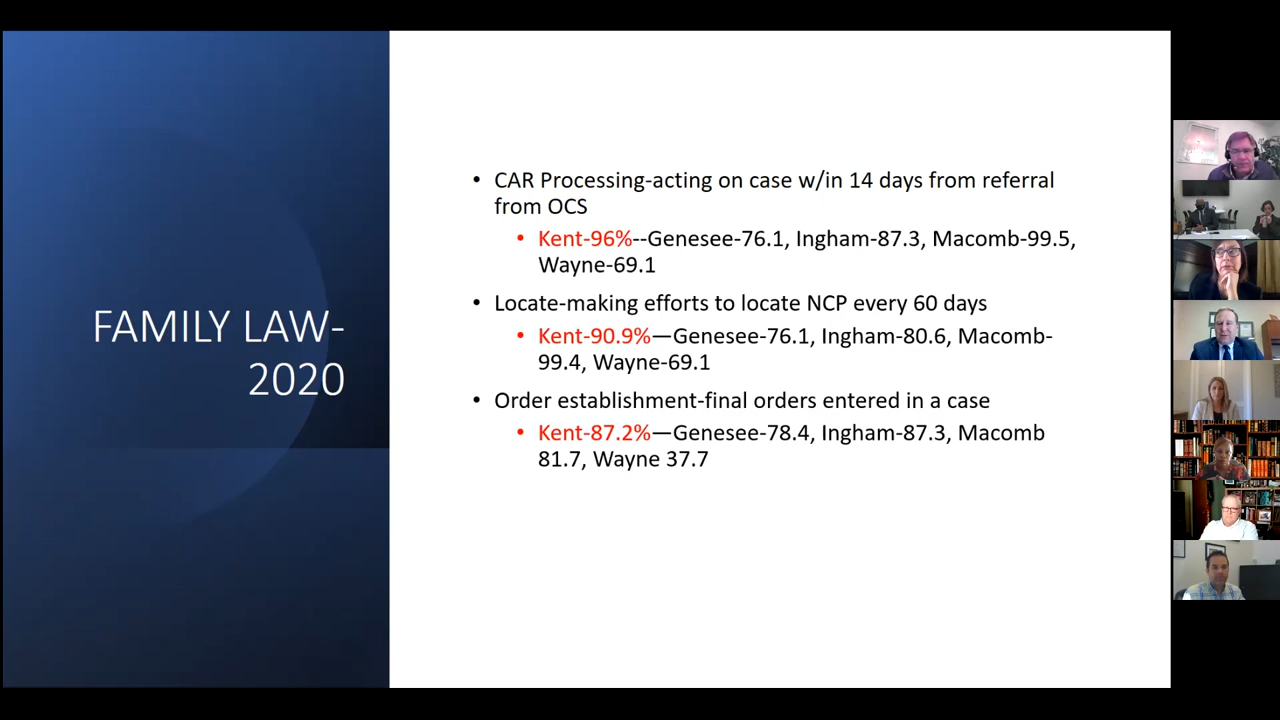 FAMILY LAW-
2020
• CAR Processing-acting on case w/in 14 days from referral
from OCS
• Kent-96%--Genesee-76.1, Ingham-87.3, Macomb-99.5,
Wayne-69.1
• Locate-making efforts to locate NCP every 60 days
• Kent-90.9%—Genesee-76.1, Ingham-80.6, Macomb-
99.4, Wayne-69.1
• Order establishment-final orders entered in a case
• Kent-87.2%—Genesee-78.4, Ingham-87.3, Macomb
81.7, Wayne 37.7